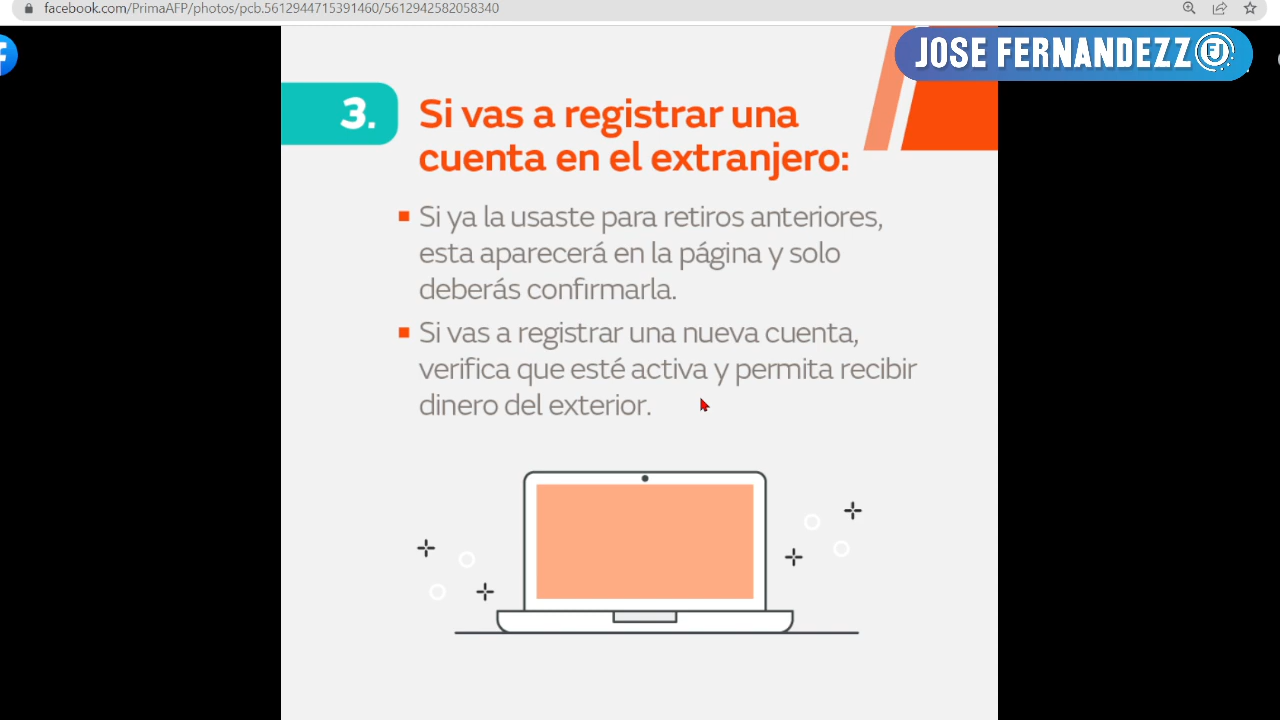 facebook.com/PrimaAFP/photos/pcb.5612944715391460/5612942582058340
JOSE FERNANDEZZ FJ
3. Si vas a registrar una
cuenta en el extranjero:
Si ya la usaste para retiros anteriores,
esta aparecerá en la página y solo
deberás confirmarla.
Si vas a registrar una nueva cuenta,
verifica que esté activa y permita recibir
dinero del exterior.